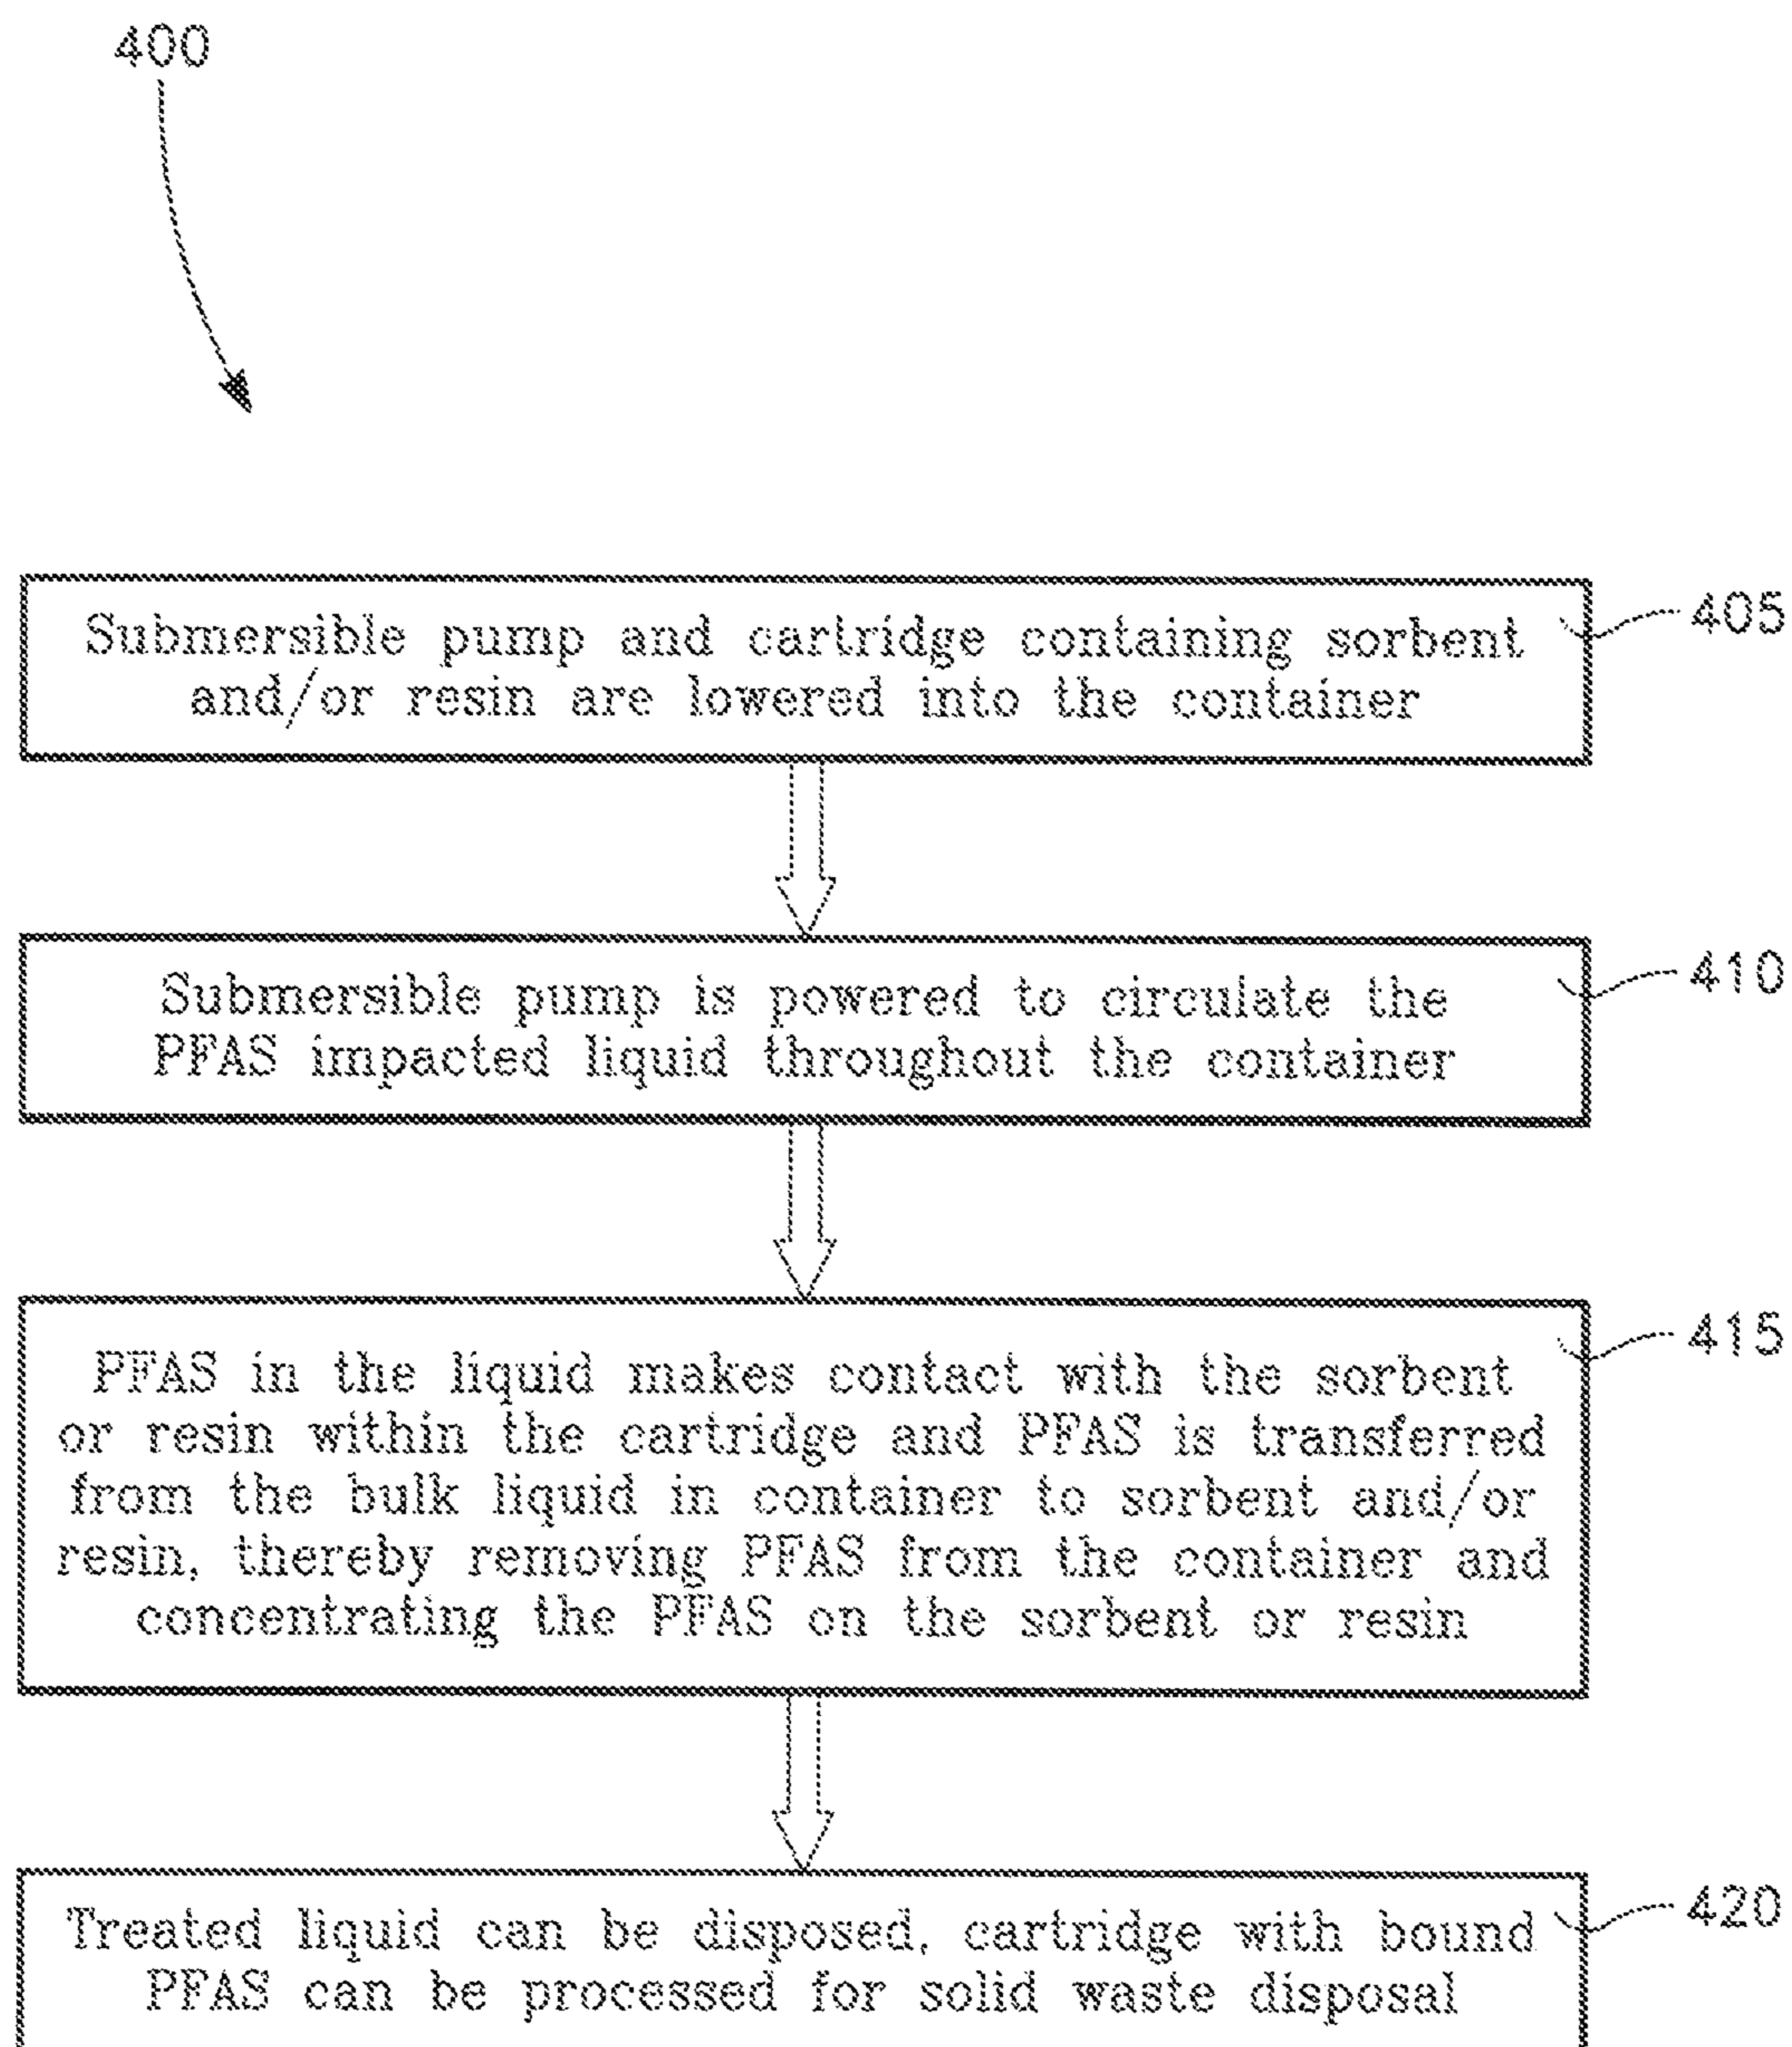 400
Submersible pump and cartridge containing sorbent
and/or resin are lowered into the container
405
Submersible pump is powered to circulate the
PFAS impacted liquid throughout the container
410
PFAS in the liquid makes contact with the sorbent
or resin within the cartridge and PFAS is transferred
from the bulk liquid in container to sorbent and/or
resin, thereby removing PFAS from the container and
concentrating the PFAS on the sorbent or resin
415
Treated liquid can be disposed, cartridge with bound
PFAS can be processed for solid waste disposal
420